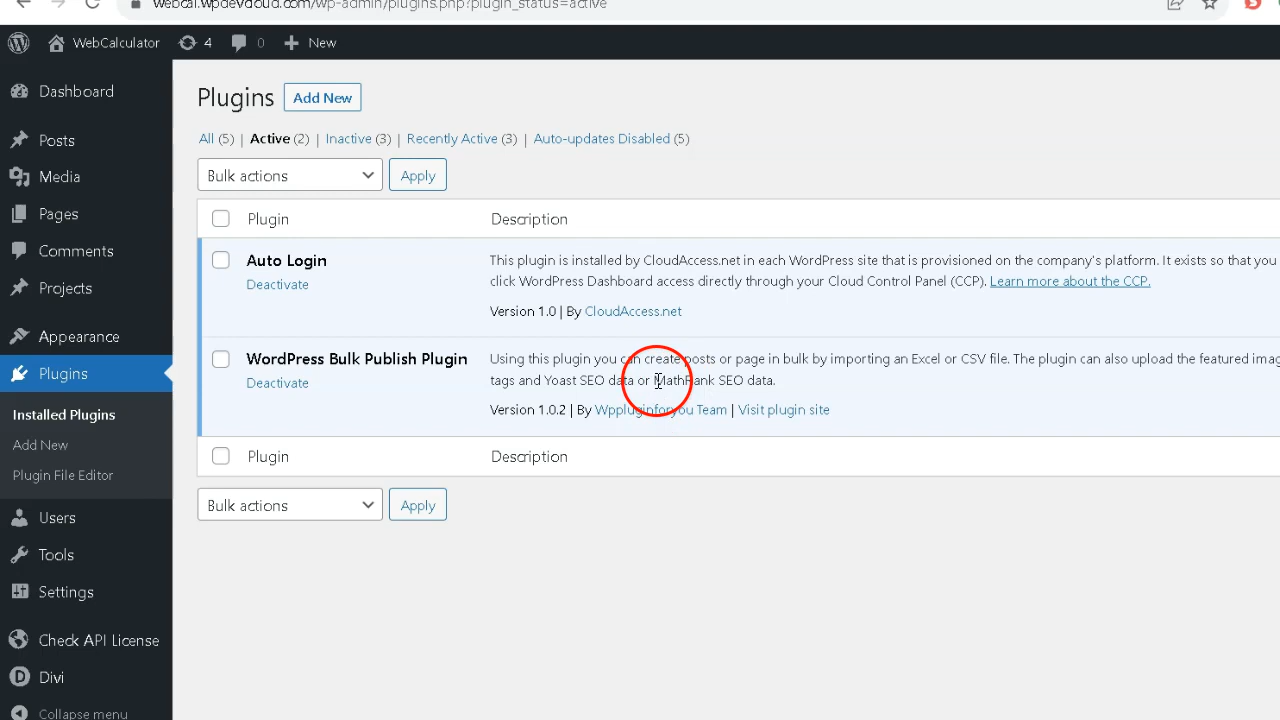 webcal.wpdevcloud.com/wp-admin/plugins.php?plugin_status=active
WebCalculator 4 0 New
Dashboard
Posts
Media
Pages
Comments
Projects
Appearance
Plugins
Installed Plugins
Add New
Plugin File Editor
Users
Tools
Settings
Check API License
Divi
Collapse menu
Plugins Add New
All (5) | Active (2) | Inactive (3) | Recently Active (3) | Auto-updates Disabled (5)
Bulk actions Apply
Plugin Description
Auto Login
Deactivate
This plugin is installed by CloudAccess.net in each WordPress site that is provisioned on the company's platform. It exists so that you
click WordPress Dashboard access directly through your Cloud Control Panel (CCP). Learn more about the CCP.
Version 1.0 | By CloudAccess.net
WordPress Bulk Publish Plugin
Deactivate
Using this plugin you can create posts or page in bulk by importing an Excel or CSV file. The plugin can also upload the featured imag
tags and Yoast SEO data or MathRank SEO data.
Version 1.0.2 | By Wppluginforyou Team | Visit plugin site
Plugin Description
Bulk actions Apply